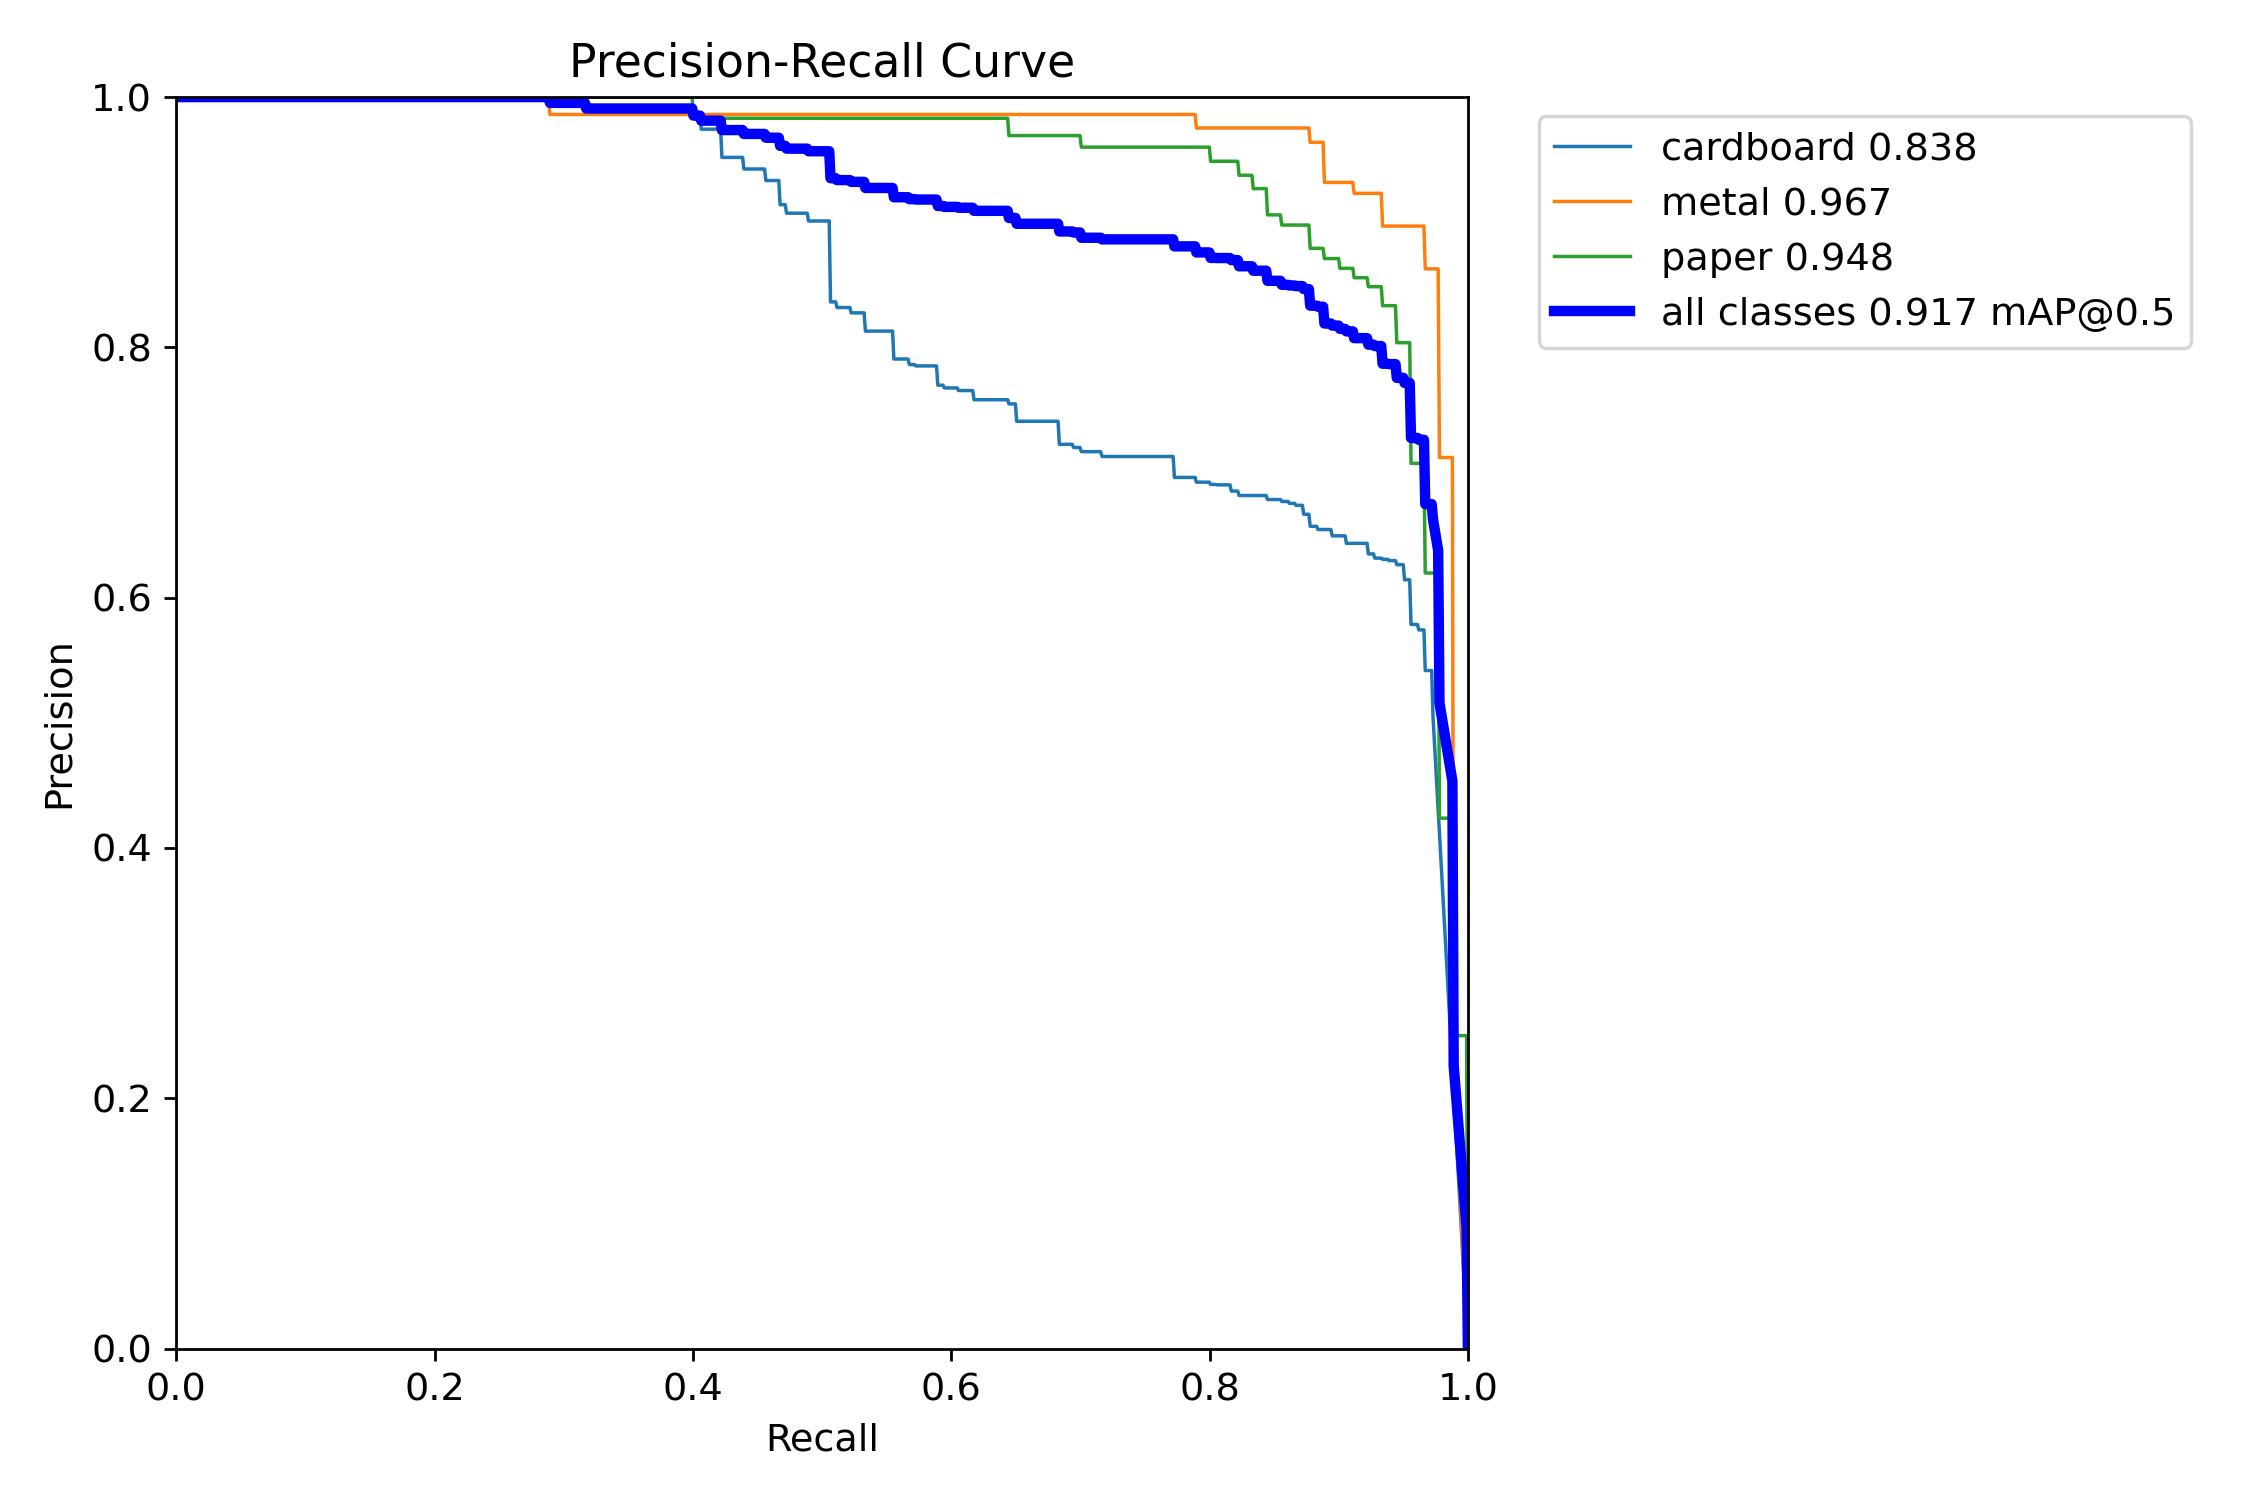 Precision-Recall Curve
1.0
0.8
0.6
0.4
0.2
0.0
Precision
0.0 0.2 0.4 0.6 0.8 1.0
Recall
cardboard 0.838
metal 0.967
paper 0.948
all classes 0.917 mAP@0.5